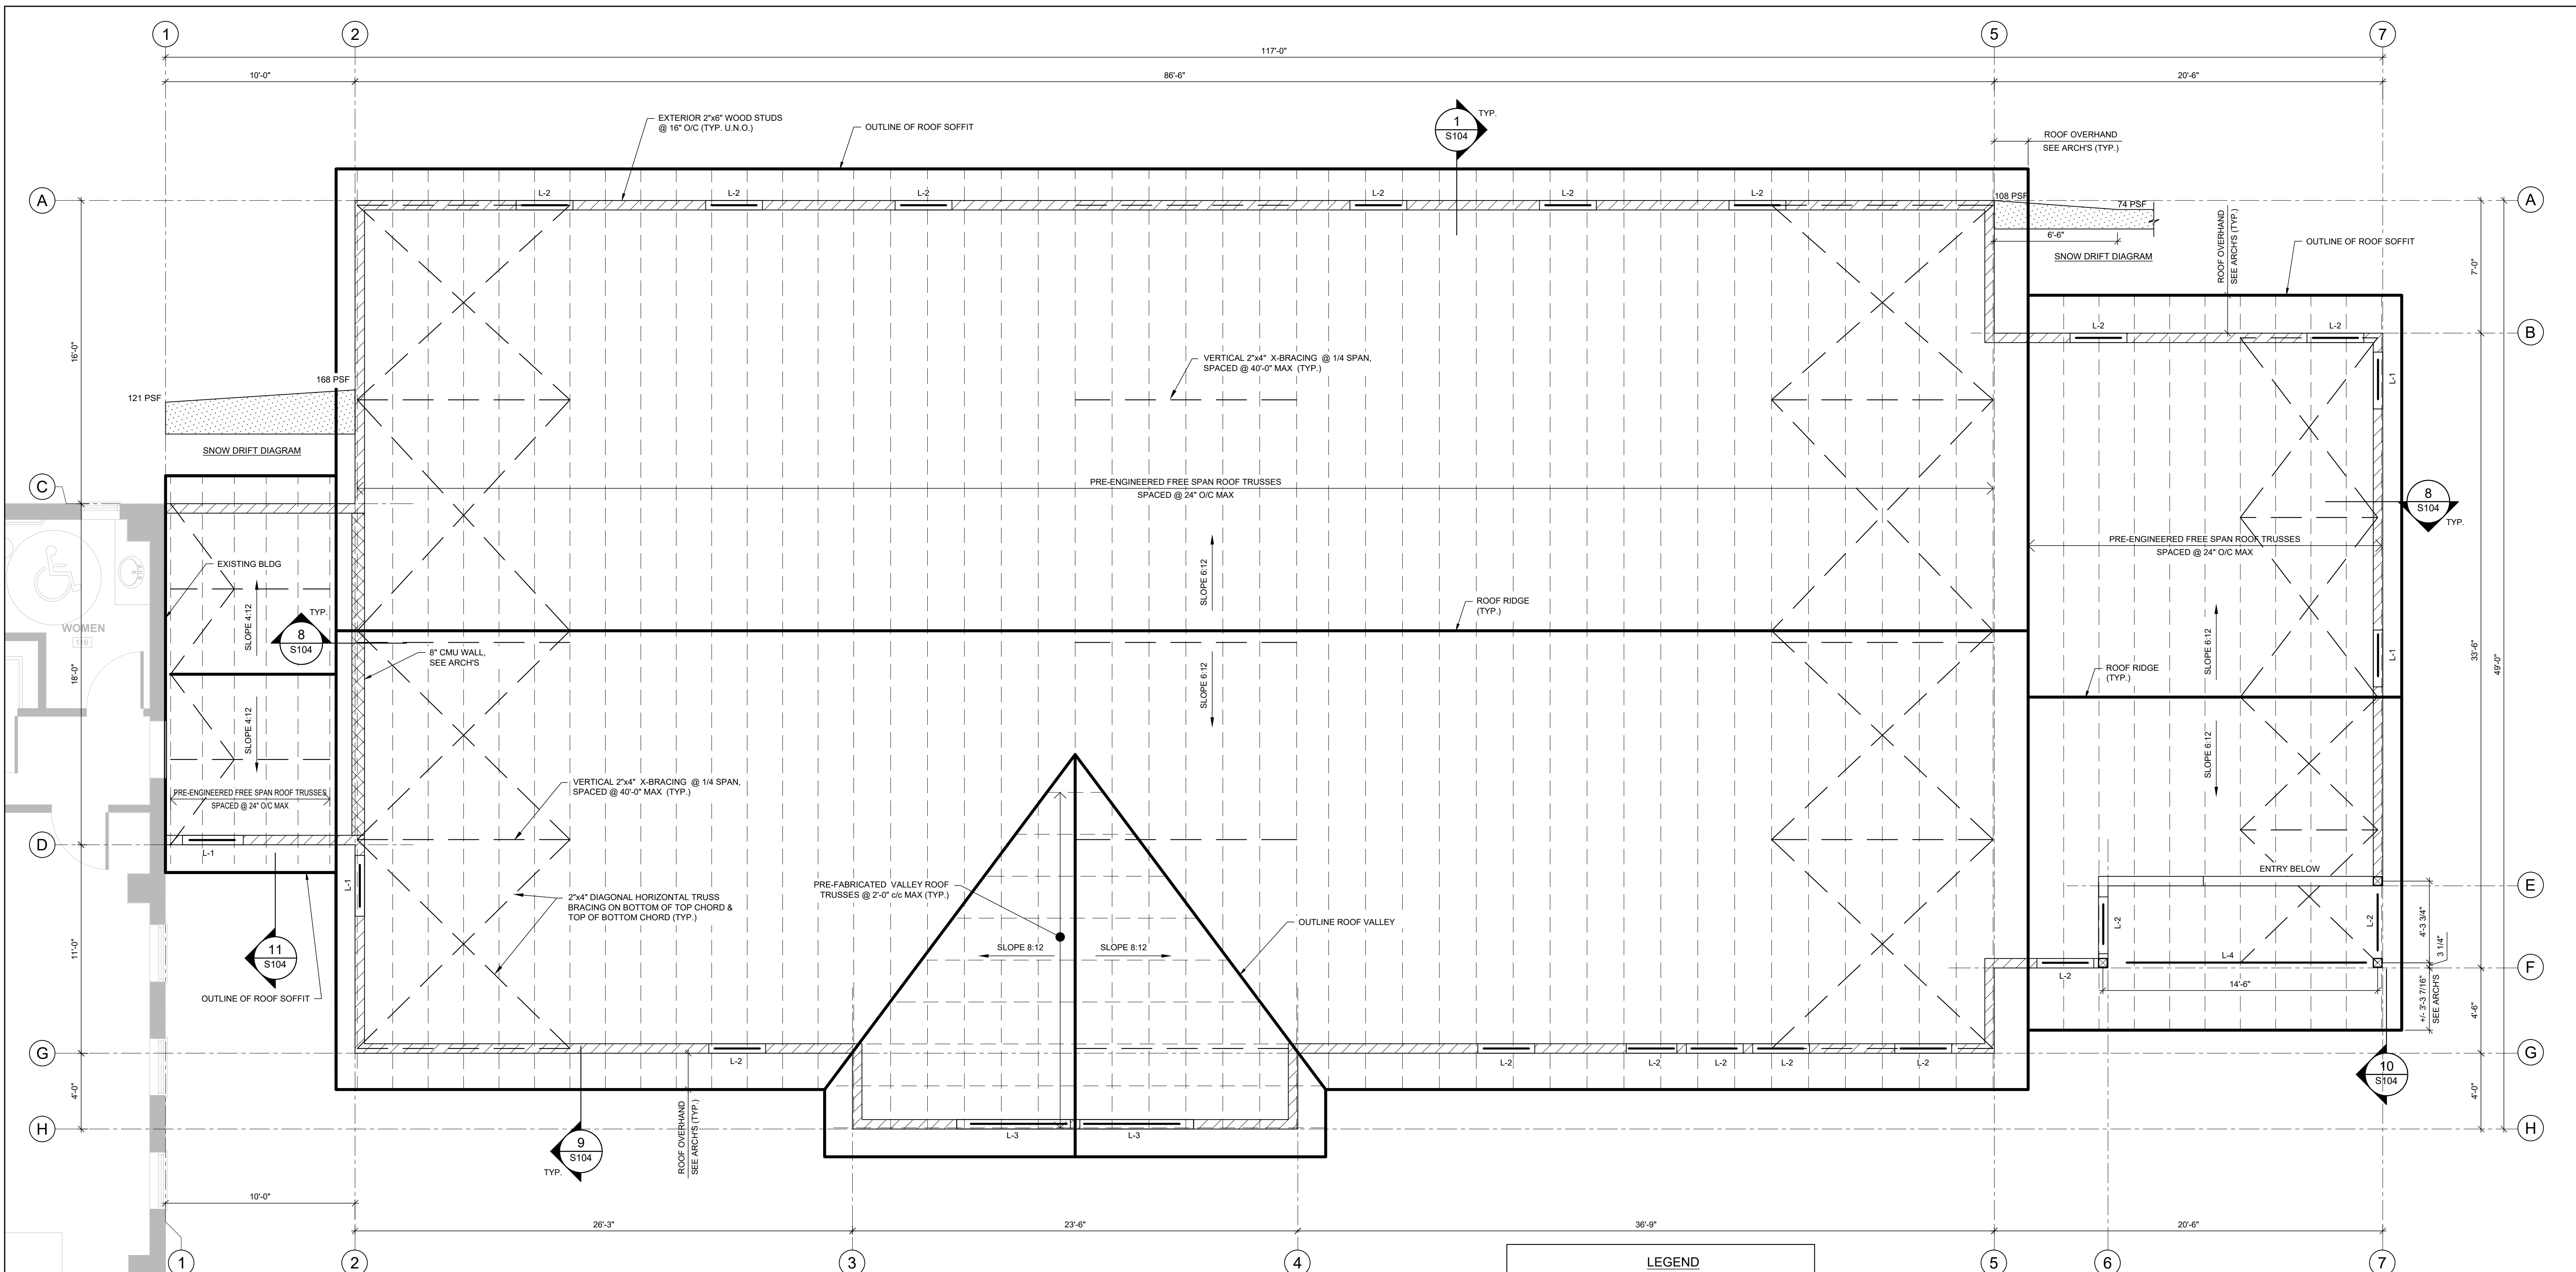 1
2
5
7
117'-0"
10'-0"
86'-6"
20'-6"
EXTERIOR 2"x6" WOOD STUDS
@ 16" O/C (TYP. U.N.O.)
OUTLINE OF ROOF SOFFIT
1
S104
TYP.
ROOF OVERHAND
SEE ARCH'S (TYP.)
A
L-2
L-2
L-2
L-2
L-2
L-2
108 PSF
74 PSF
6'-6"
SNOW DRIFT DIAGRAM
A
ROOF OVERHAND
SEE ARCH'S (TYP.)
OUTLINE OF ROOF SOFFIT
7'-0"
16'-0"
L-2
L-2
B
VERTICAL 2"x4" X-BRACING @ 1/4 SPAN,
SPACED @ 40'-0" MAX (TYP.)
L-1
168 PSF
121 PSF
SNOW DRIFT DIAGRAM
C
PRE-ENGINEERED FREE SPAN ROOF TRUSSES
SPACED @ 24" O/C MAX
8
S104
TYP.
PRE-ENGINEERED FREE SPAN ROOF TRUSSES
SPACED @ 24" O/C MAX
EXISTING BLDG
SLOPE 4:12
SLOPE 6:12
SLOPE 6:12
ROOF RIDGE
(TYP.)
TYP.
8
S104
WOMEN
116
8" CMU WALL,
SEE ARCH'S
18'-0"
L-1
33'-6"
49'-0"
ROOF RIDGE
(TYP.)
SLOPE 4:12
SLOPE 6:12
SLOPE 6:12
PRE-ENGINEERED FREE SPAN ROOF TRUSSES
SPACED @ 24" O/C MAX
VERTICAL 2"x4" X-BRACING @ 1/4 SPAN,
SPACED @ 40'-0" MAX (TYP.)
D
L-1
L-1
PRE-FABRICATED VALLEY ROOF
TRUSSES @ 2'-0" c/c MAX (TYP.)
2"x4" DIAGONAL HORIZONTAL TRUSS
BRACING ON BOTTOM OF TOP CHORD &
TOP OF BOTTOM CHORD (TYP.)
OUTLINE ROOF VALLEY
ENTRY BELOW
E
L-2
L-2
4'-3 3/4"
3 1/4"
11'-0"
11
S104
SLOPE 8:12
SLOPE 8:12
L-4
L-2
14'-6"
F
OUTLINE OF ROOF SOFFIT
+/- 3'-3 7/16"
SEE ARCH'S
4'-6"
G
L-2
L-2
L-2
L-2
L-2
L-2
G
10
S104
4'-0"
4'-0"
ROOF OVERHAND
SEE ARCH'S (TYP.)
H
L-3
L-3
H
9
S104
TYP.
10'-0"
26'-3"
23'-6"
36'-9"
20'-6"
1
2
3
4
5
6
7
LEGEND